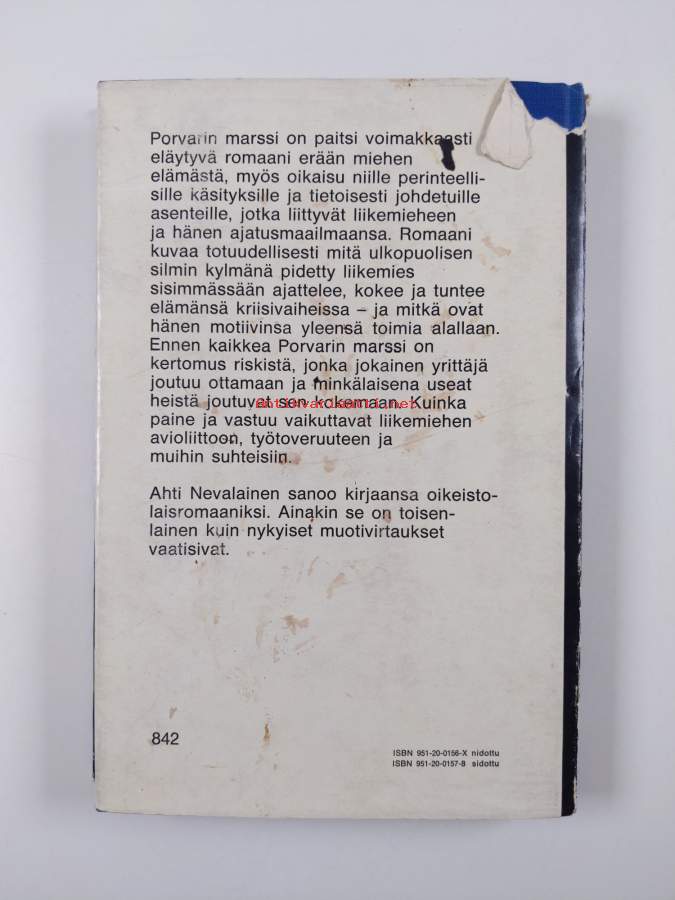 Porvarin marssi on paitsi voimakkaasti
eläytyvä romaani erään miehen
elämästä, myös oikaisu niille perinteelli-
sille käsityksille ja tietoisesti johdetuille
asenteille, jotka liittyvät liikemieheen
ja hänen ajatusmaailmaansa. Romaani
kuvaa totuudellisesti mitä ulkopuolisen
silmin kylmänä pidetty liikemies
sisimmässään ajattelee, kokee ja tuntee
elämänsä kriisivaiheissa – ja mitkä ovat
hänen motiivinsa yleensä toimia alallaan.
Ennen kaikkea Porvarin marssi on
kertomus riskistä, jonka jokainen yrittäjä
joutuu ottamaan ja minkälaisena useat
heistä joutuvat sen kokemaan. Kuinka
antikvariaatti.net
paine ja vastuu vaikuttavat liikemiehen
avioliittoon, työtoveruuteen ja
muihin suhteisiin.
Ahti Nevalainen sanoo kirjaansa oikeisto-
laisromaaniksi. Ainakin se on toisen-
lainen kuin nykyiset muotivirtaukset
vaatisivat.
842
ISBN 951-20-0156-X nidottu
ISBN 951-20-0157-8 sidottu